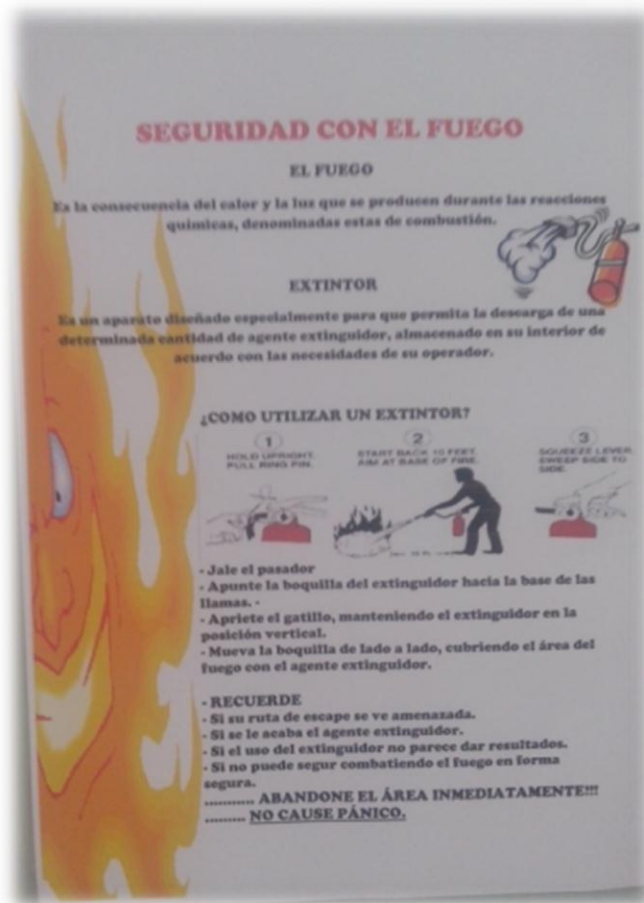 SEGURIDAD CON EL FUEGO
EL FUEGO
Es la consecuencia del calor y la luz que se producen durante las reacciones
químicas, denominadas estas de combustión.
EXTINTOR
Es un aparato diseñado especialmente para que permita la descarga de una
determinada cantidad de agente extinguidor, almacenado en su interior de
acuerdo con las necesidades de su operador.
¿COMO UTILIZAR UN EXTINTOR?
1
HOLD UPRIGHT.
PULL RING PIN.
2
START BACK 10 FEET.
AIM AT BASE OF FIRE.
3
SQUEEZE LEVER.
SWEEP SIDE TO
SIDE.
- Jale el pasador
- Apunte la boquilla del extinguidor hacia la base de las
llamas. -
- Apriete el gatillo, manteniendo el extinguidor en la
posición vertical.
- Mueva la boquilla de lado a lado, cubriendo el área del
fuego con el agente extinguidor.
- RECUERDE
- Si su ruta de escape se ve amenazada.
- Si se le acaba el agente extinguidor.
- Si el uso del extinguidor no parece dar resultados.
- Si no puede segur combatiendo el fuego en forma
segura.
........... ABANDONE EL ÁREA INMEDIATAMENTE!!!
......... NO CAUSE PÁNICO.